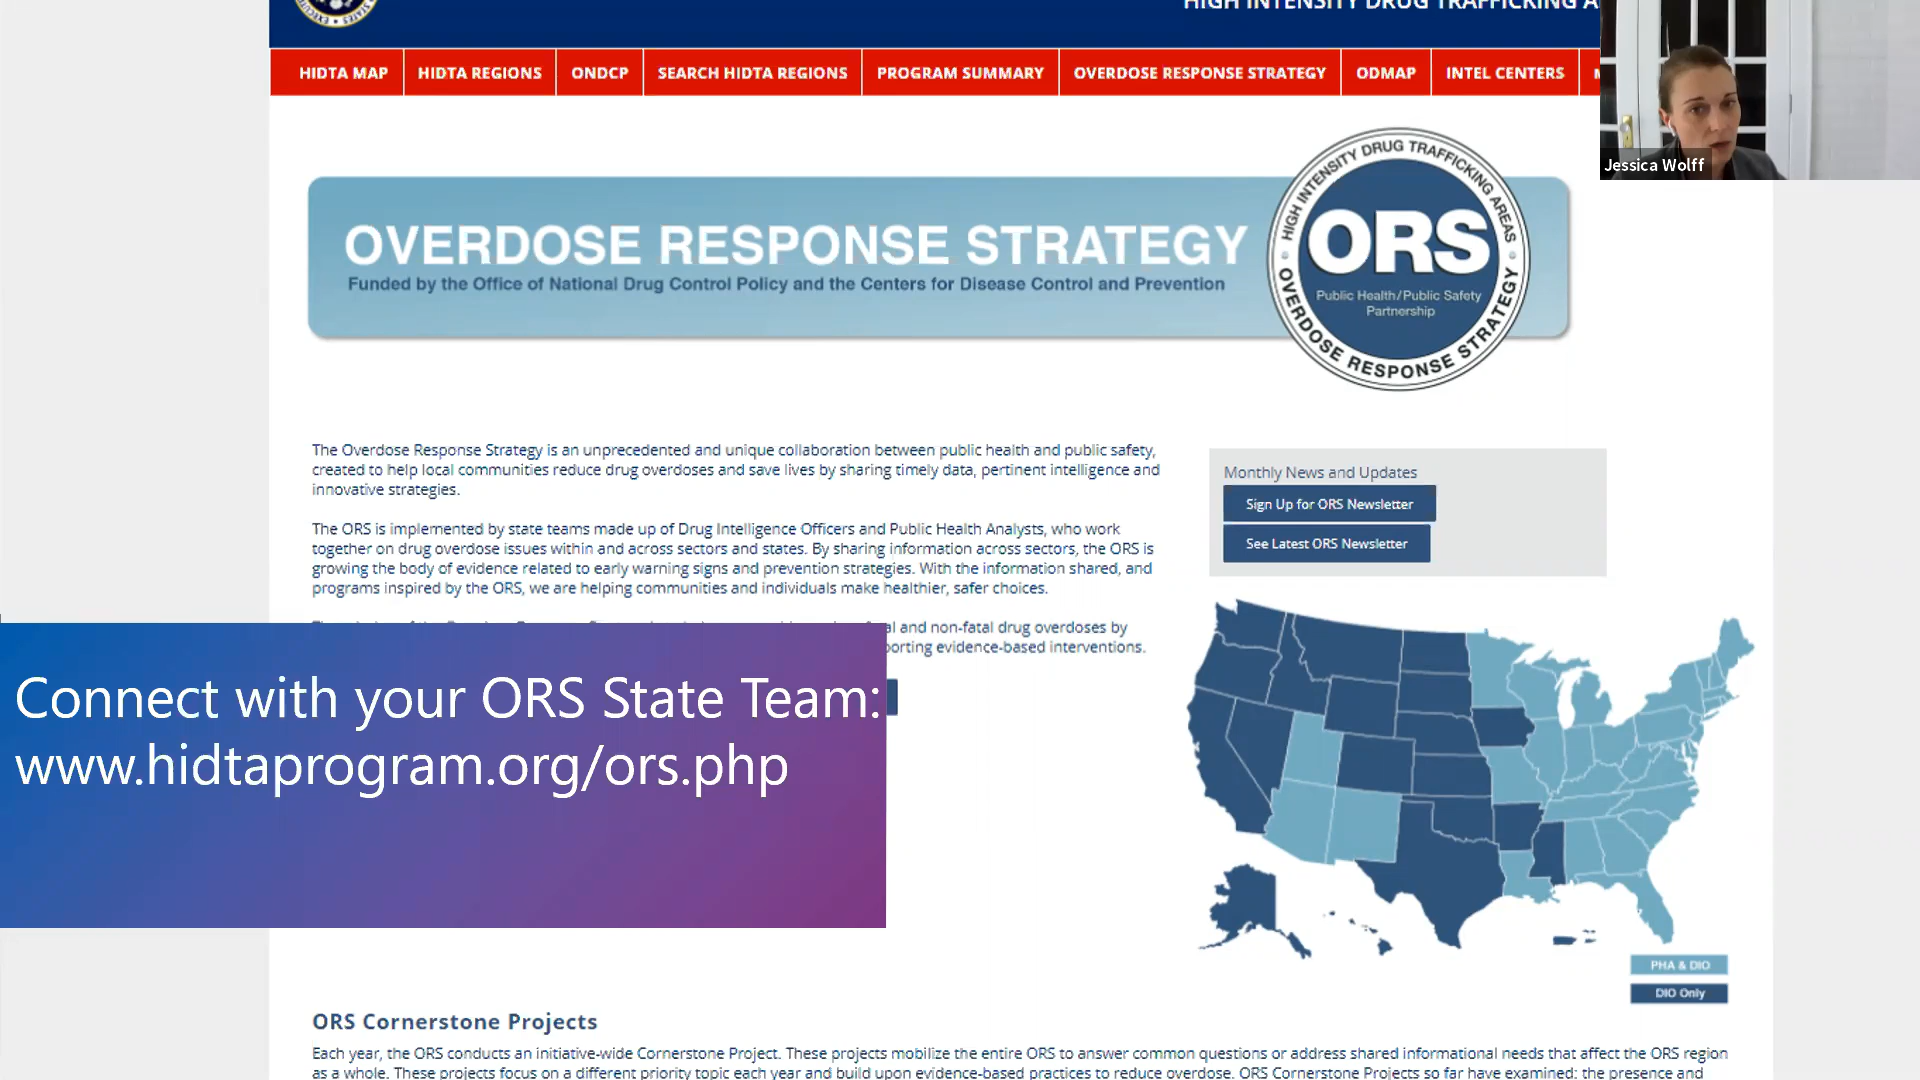 HIGH INTENSITY DRUG TRAFFICKING
HIDTA MAP
HIDTA REGIONS
ONDCP
SEARCH HIDTA REGIONS
PROGRAM SUMMARY
OVERDOSE RESPONSE STRATEGY
ODMAP
INTEL CENTERS
Jessica Wolff
OVERDOSE RESPONSE STRATEGY
Funded by the Office of National Drug Control Policy and the Centers for Disease Control and Prevention
HIGH INTENSITY DRUG TRAFFICKING AREAS
ORS
Public Health/Public Safety
Partnership
OVERDOSE RESPONSE STRATEGY
The Overdose Response Strategy is an unprecedented and unique collaboration between public health and public safety,
created to help local communities reduce drug overdoses and save lives by sharing timely data, pertinent intelligence and
innovative strategies.
The ORS is implemented by state teams made up of Drug Intelligence Officers and Public Health Analysts, who work
together on drug overdose issues within and across sectors and states. By sharing information across sectors, the ORS is
growing the body of evidence related to early warning signs and prevention strategies. With the information shared, and
programs inspired by the ORS, we are helping communities and individuals make healthier, safer choices.
and non-fatal drug overdoses by
evidence-based interventions.
Monthly News and Updates
Sign Up for ORS Newsletter
See Latest ORS Newsletter
Connect with your ORS State Team:
www.hidtaprogram.org/ors.php
PHA & DIO
DIO Only
ORS Cornerstone Projects
Each year, the ORS conducts an initiative-wide Cornerstone Project. These projects mobilize the entire ORS to answer common questions or address shared informational needs that affect the ORS region
as a whole. These projects focus on a different priority topic each year and build upon evidence-based practices to reduce overdose. ORS Cornerstone Projects so far have examined: the presence and